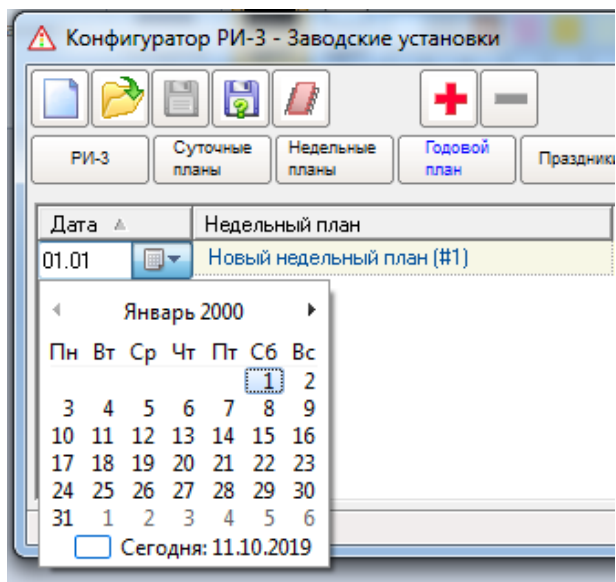 Конфигуратор РИ-3 - Заводские установки
РИ-3
Суточные планы
Недельные планы
Годовой план
Праздники
Дата
Недельный план
01.01
Новый недельный план (#1)
Январь 2000
Пн Вт Ср Чт Пт Сб Вс
1 2
3 4 5 6 7 8 9
10 11 12 13 14 15 16
17 18 19 20 21 22 23
24 25 26 27 28 29 30
31 1 2 3 4 5 6
Сегодня: 11.10.2019